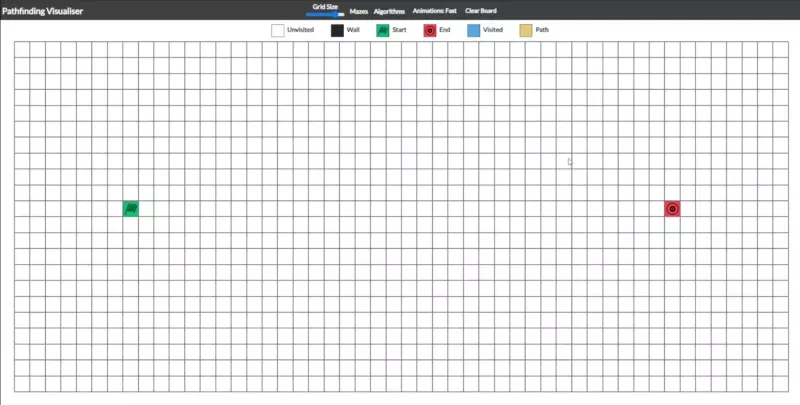 Pathfinding Visualiser
Grid Size
Mazes
Algorithms
Animations: Fast
Clear Board
Unvisited
Wall
Start
End
Visited
Path